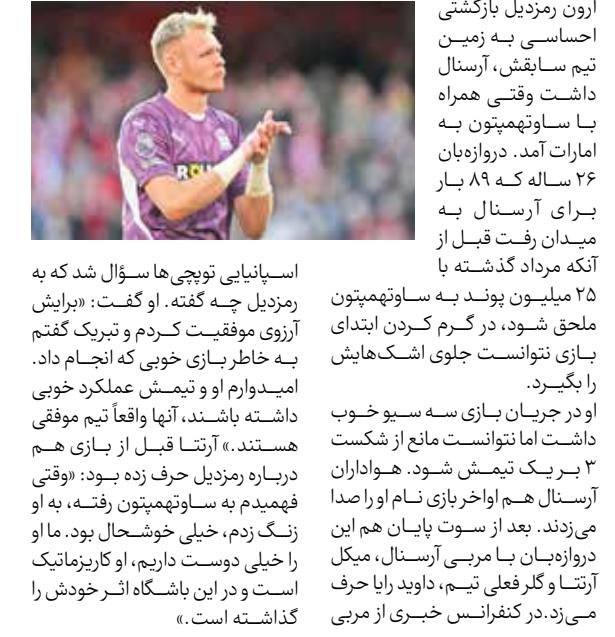 آرون رمزدیل بازگشتی
احساسی به زمین
تیم سابقش، آرسنال
داشت وقتی همراه
با ساوتهمپتون به
امارات آمد. دروازه‌بان
۲۶ ساله که ۸۹ بار
برای آرسنال به
میدان رفت قبل از
آنکه مرداد گذشته با
۲۵ میلیون پوند به ساوتهمپتون
ملحق شود، در گرم کردن ابتدای
بازی نتوانست جلوی اشک‌هایش
را بگیرد.
او در جریان بازی سه سیو خوب
داشت اما نتوانست مانع از شکست
۳ بر یک تیمش شود. هواداران
آرسنال هم اواخر بازی نام او را صدا
می‌زدند. بعد از سوت پایان هم این
دروازه‌بان با مربی آرسنال، میکل
آرتتا و گلر فعلی تیم، داوید رایا حرف
می‌زد.در کنفرانس خبری از مربی
اسپانیایی توپچی‌ها سؤال شد که به
رمزدیل چه گفته. او گفت: «برایش
آرزوی موفقیت کردم و تبریک گفتم
به خاطر بازی خوبی که انجام داد.
امیدوارم او و تیمش عملکرد خوبی
داشته باشند، آنها واقعاً تیم موفقی
هستند.» آرتتا قبل از بازی هم
درباره رمزدیل حرف زده بود: «وقتی
فهمیدم به ساوتهمپتون رفته، به او
زنگ زدم، خیلی خوشحال بود. ما او
را خیلی دوست داریم، او کاریزماتیک
است و در این باشگاه اثر خودش را
گذاشته است.»